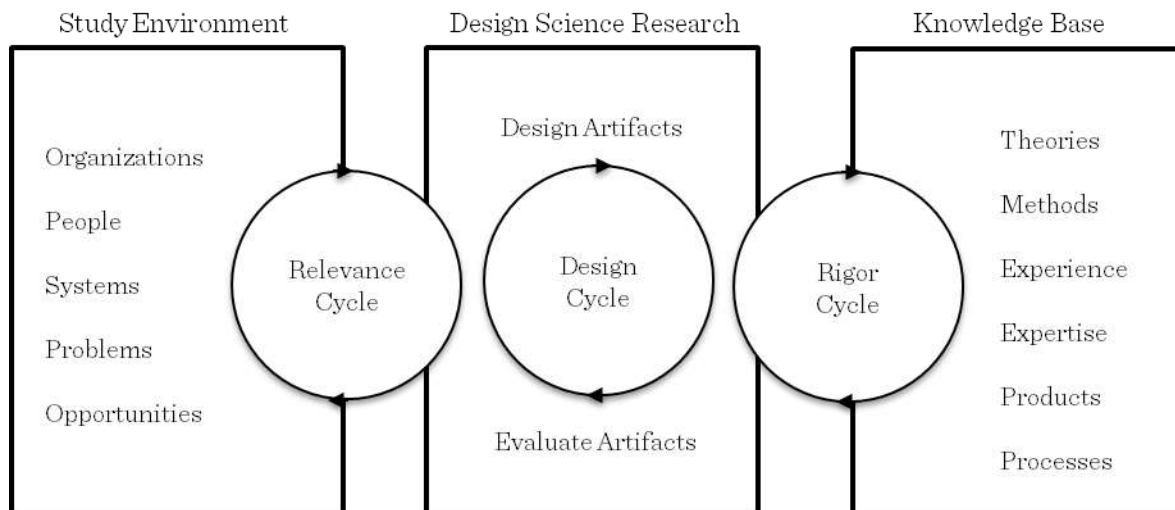 Study Environment
Design Science Research
Knowledge Base
Organizations
People
Systems
Problems
Opportunities
Relevance
Cycle
Design Artifacts
Design
Cycle
Evaluate Artifacts
Rigor
Cycle
Theories
Methods
Experience
Expertise
Products
Processes